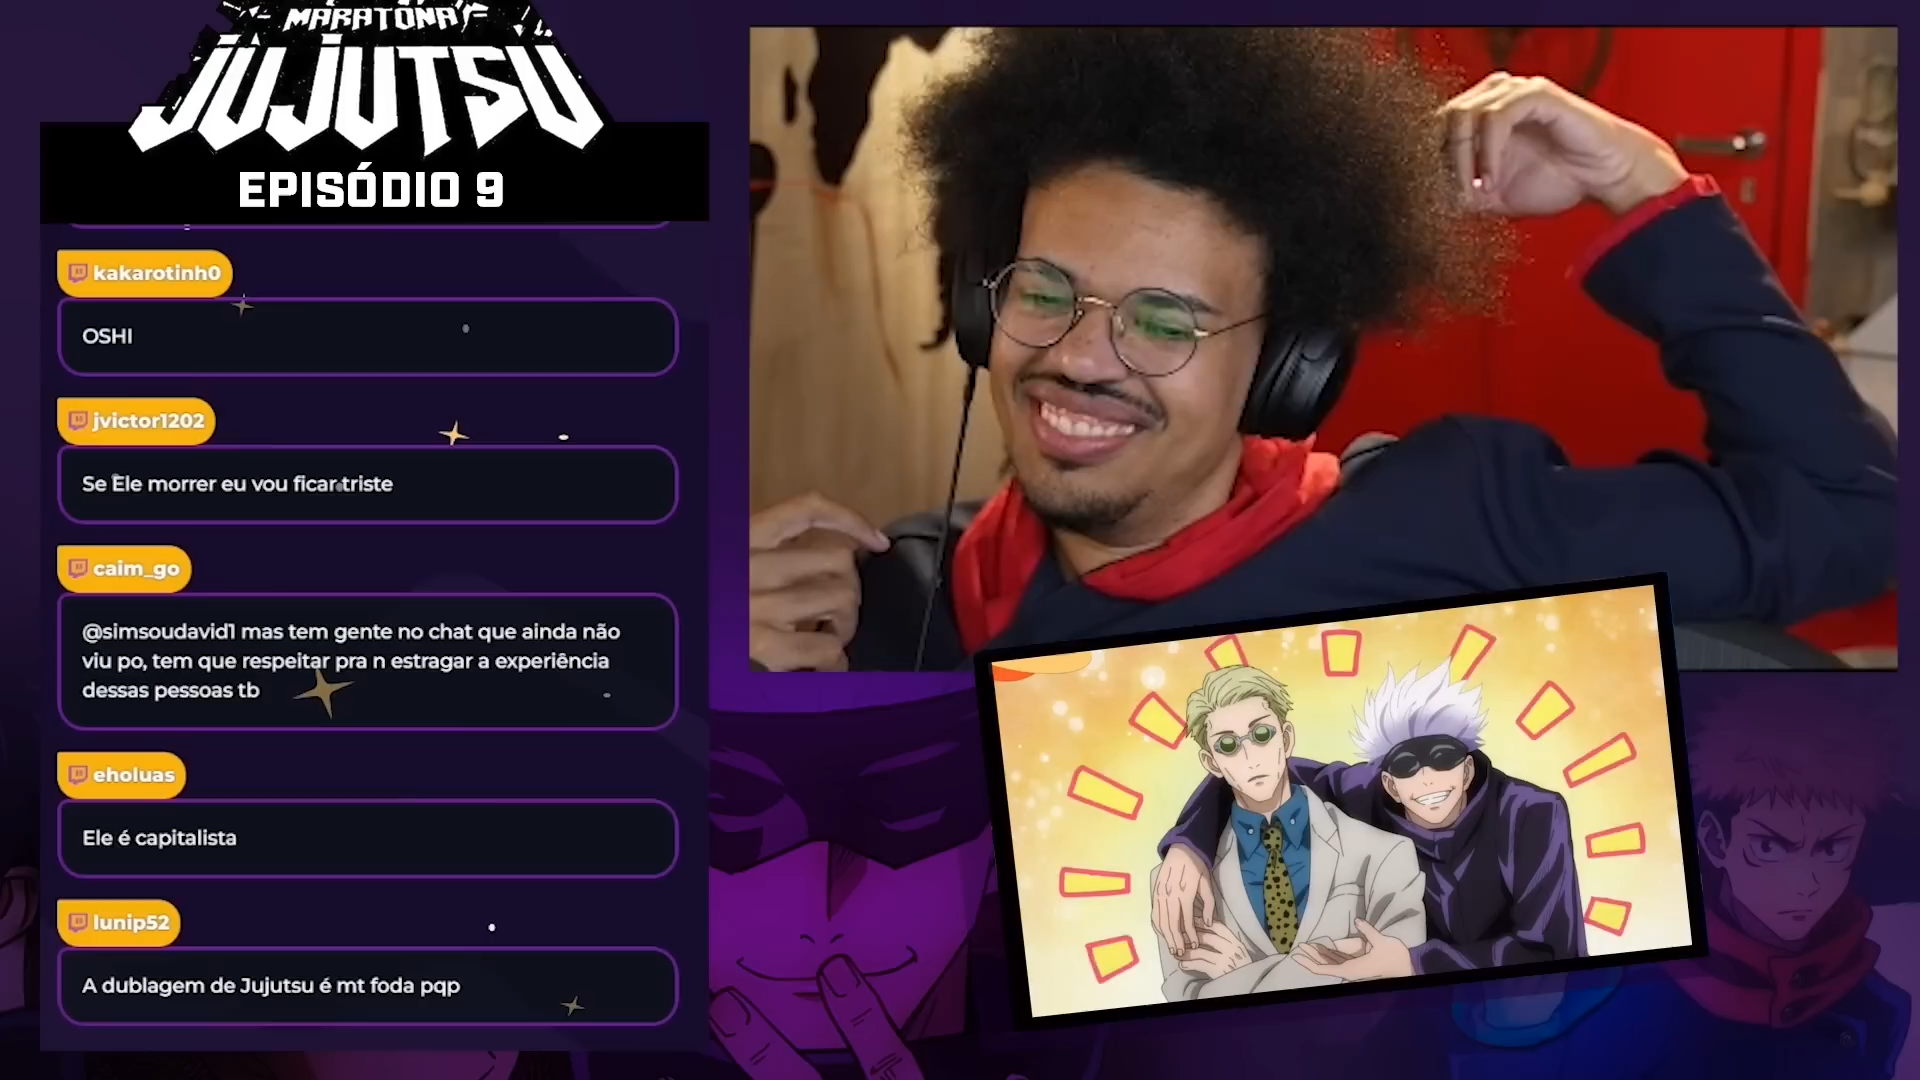 MARATONA
JUJUTSU
EPISÓDIO 9
kakarotinh0
OSHI
jvictor1202
Se Ele morrer eu vou ficar triste
caim_go
@simsoudavid1 mas tem gente no chat que ainda não
viu po, tem que respeitar pra n estragar a experiência
dessas pessoas tb
eholuas
Ele é capitalista
lunip52
A dublagem de Jujutsu é mt foda pqp